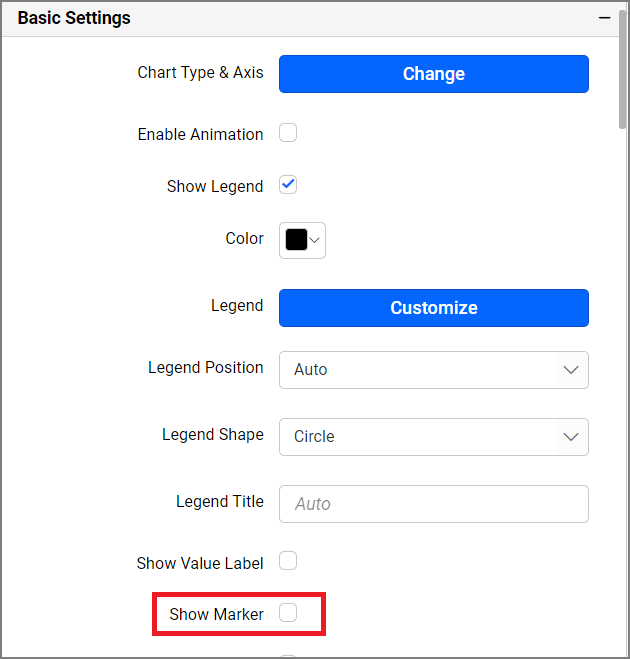 Basic Settings
Chart Type & Axis Change
Enable Animation
Show Legend
Color
Legend Customize
Legend Position Auto
Legend Shape Circle
Legend Title Auto
Show Value Label
Show Marker